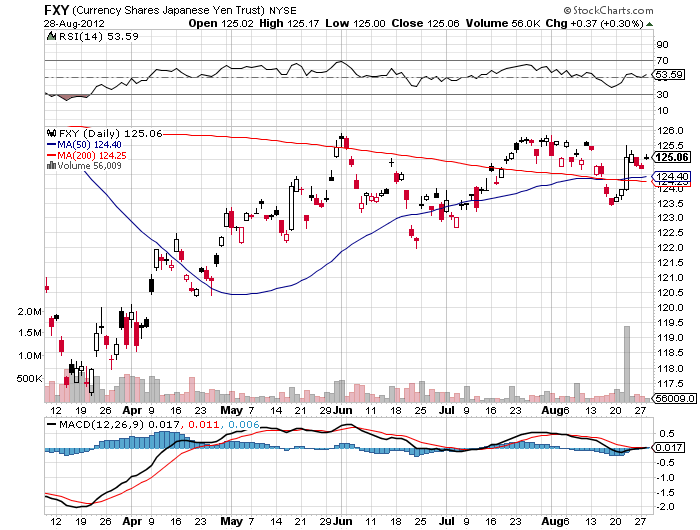 FXY (Currency Shares Japanese Yen Trust) NYSE
© StockCharts.com
28-Aug-2012
Open 125.02 High 125.17 Low 125.00 Close 125.06 Volume 56.0K Chg +0.37 (+0.30%)
RSI(14) 53.59
90
70
53.59
30
10
FXY (Daily) 125.06
MA(50) 124.40
MA(200) 124.25
Volume 56,009
126.0
125.5
125.06
124.40
124.25
124.0
123.5
123.0
122.5
122.0
121.5
121.0
120.5
120.0
119.5
119.0
118.5
118.0
117.5
2.0M
1.5M
1.0M
500K
56009.0
12 19 26 Apr 9 16 23 May 7 14 21 29 Jun 11 18 25 Jul 9 16 23 Aug 6 13 20 27
MACD(12,26,9) 0.017, 0.011, 0.006
0.5
0.017
-0.5
-1.0
-1.5
-2.0
12 19 26 Apr 9 16 23 May 7 14 21 29 Jun 11 18 25 Jul 9 16 23 Aug 6 13 20 27